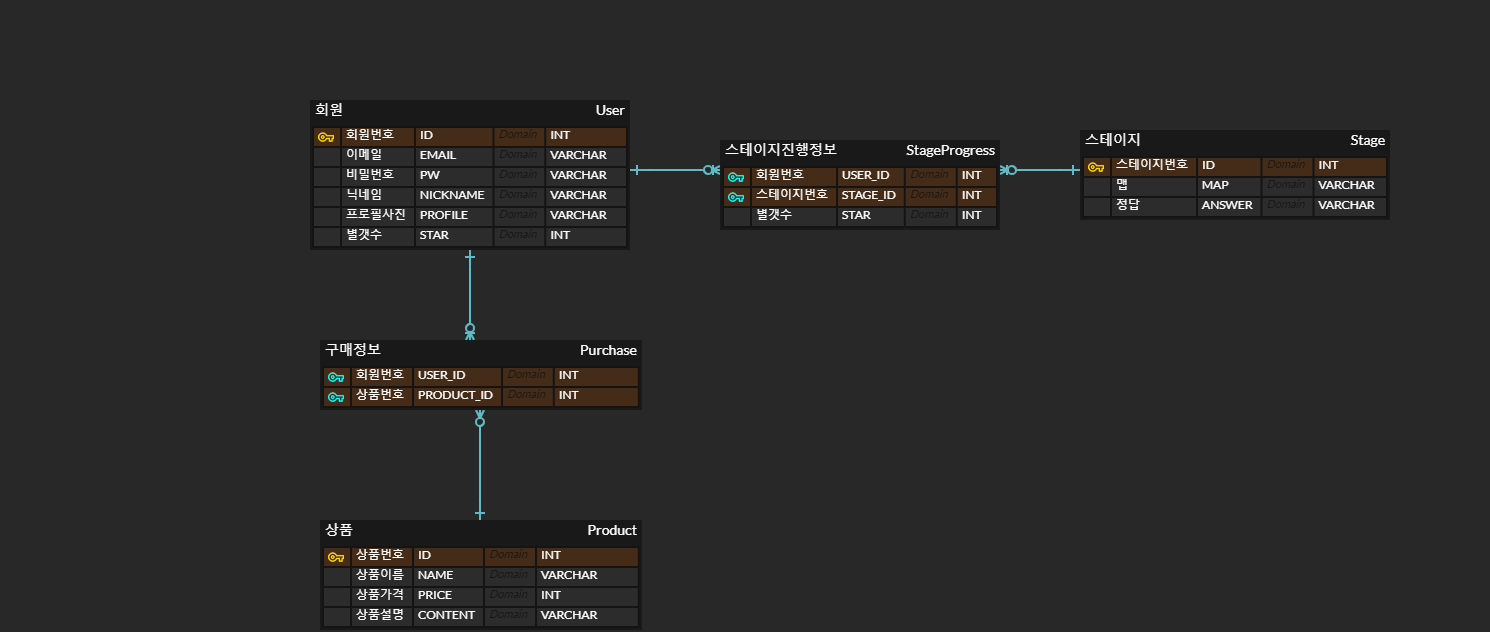 회원 User
회원번호 ID Domain INT
이메일 EMAIL Domain VARCHAR
비밀번호 PW Domain VARCHAR
닉네임 NICKNAME Domain VARCHAR
프로필사진 PROFILE Domain VARCHAR
별갯수 STAR Domain INT
스테이지진행정보 StageProgress
회원번호 USER_ID Domain INT
스테이지번호 STAGE_ID Domain INT
별갯수 STAR Domain INT
스테이지 Stage
스테이지번호 ID Domain INT
맵 MAP Domain VARCHAR
정답 ANSWER Domain VARCHAR
구매정보 Purchase
회원번호 USER_ID Domain INT
상품번호 PRODUCT_ID Domain INT
상품 Product
상품번호 ID Domain INT
상품이름 NAME Domain VARCHAR
상품가격 PRICE Domain INT
상품설명 CONTENT Domain VARCHAR